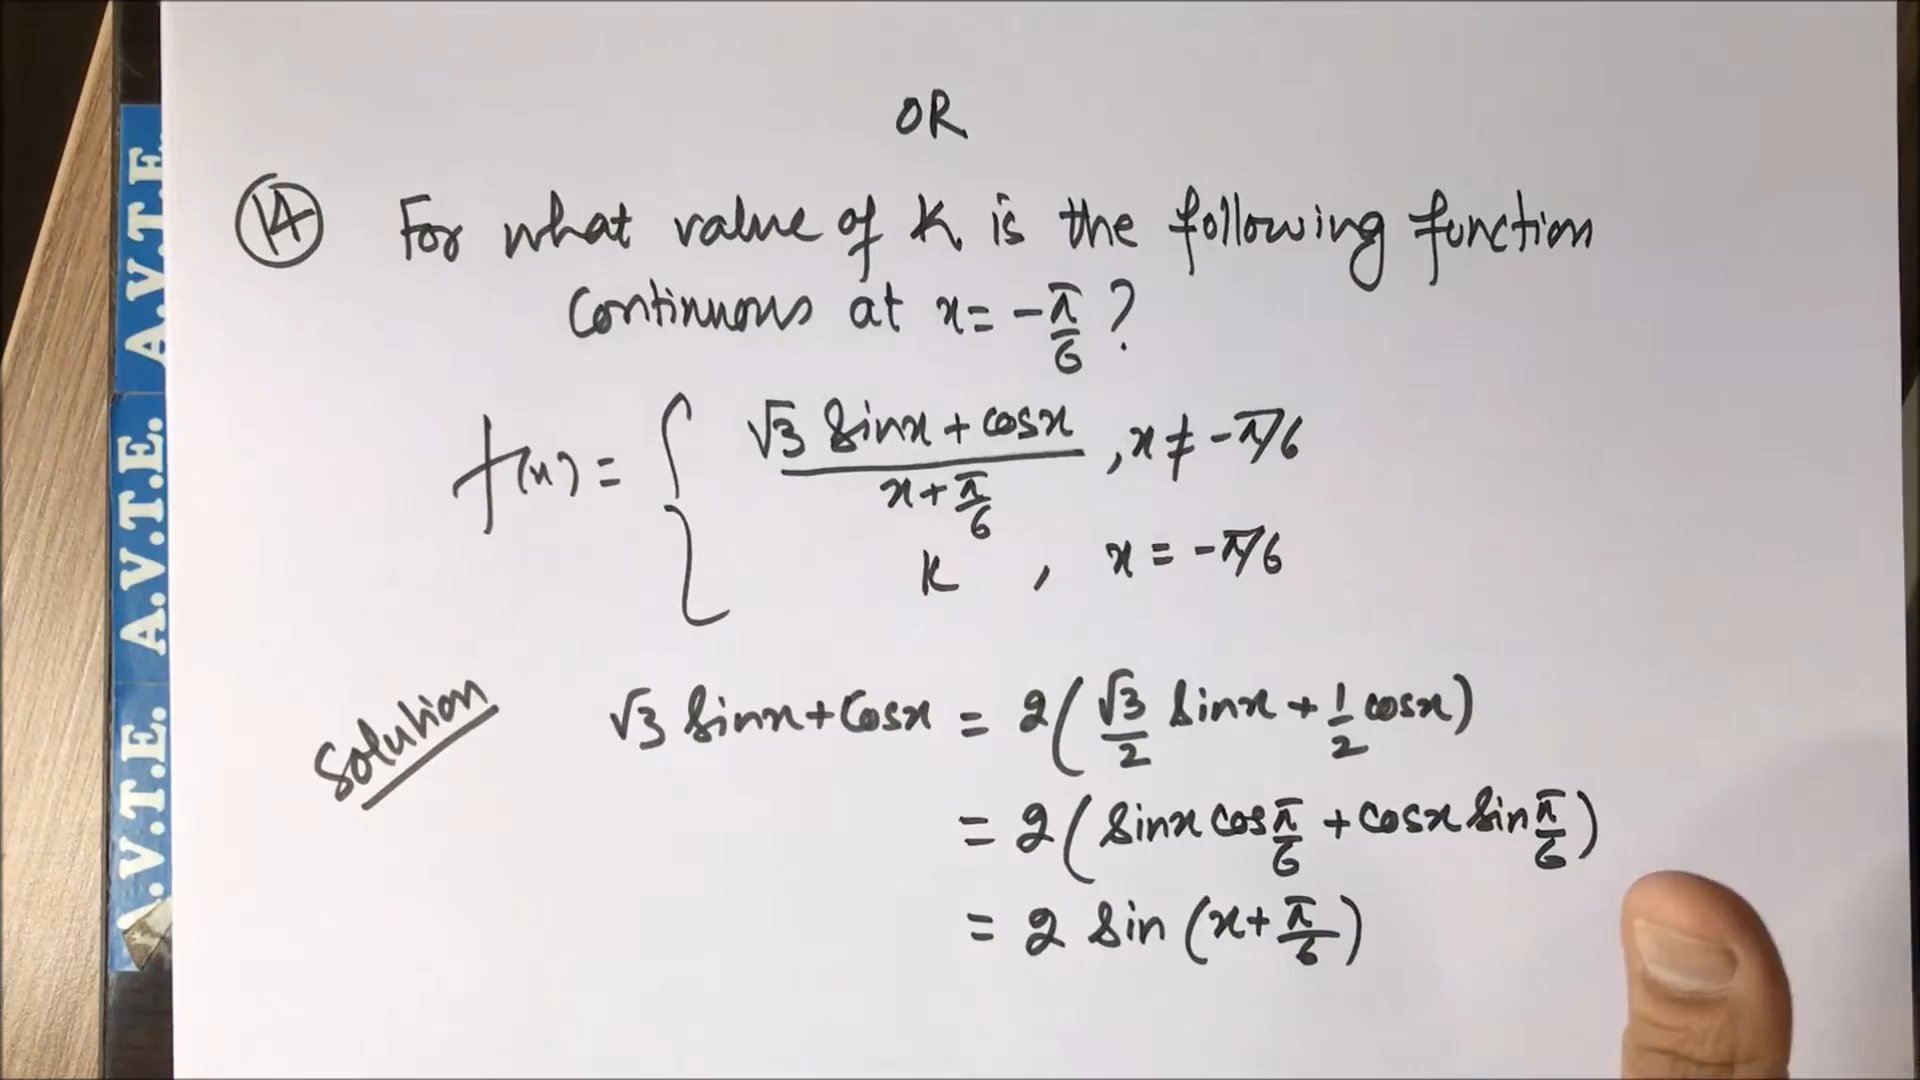 OR
14 For what value of K is the following function
continuous at x = -π/6 ?
f(x) = { (√3 sinx + cosx)/(x + π/6) , x ≠ -π/6
k , x = -π/6
Solution √3 sinx + cosx = 2( √3/2 sinx + 1/2 cosx)
= 2( sinx cos π/6 + cosx sin π/6 )
= 2 sin (x + π/6)
A.V.T.E.
A.V.T.E.
A.V.T.E.